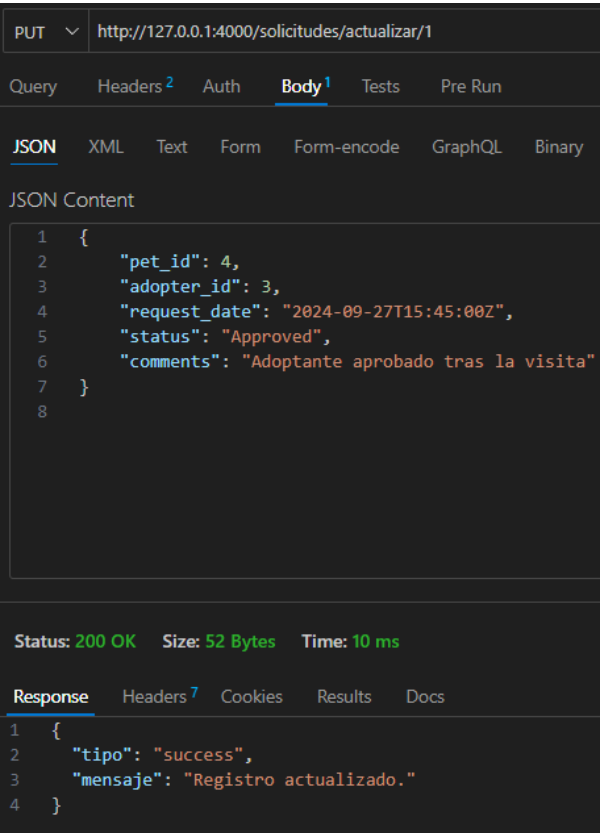 PUT http://127.0.0.1:4000/solicitudes/actualizar/1
Query Headers 2 Auth Body 1 Tests Pre Run
JSON XML Text Form Form-encode GraphQL Binary
JSON Content
1 {
2 "pet_id": 4,
3 "adopter_id": 3,
4 "request_date": "2024-09-27T15:45:00Z",
5 "status": "Approved",
6 "comments": "Adoptante aprobado tras la visita"
7 }
8
Status: 200 OK Size: 52 Bytes Time: 10 ms
Response Headers 7 Cookies Results Docs
1 {
2 "tipo": "success",
3 "mensaje": "Registro actualizado."
4 }